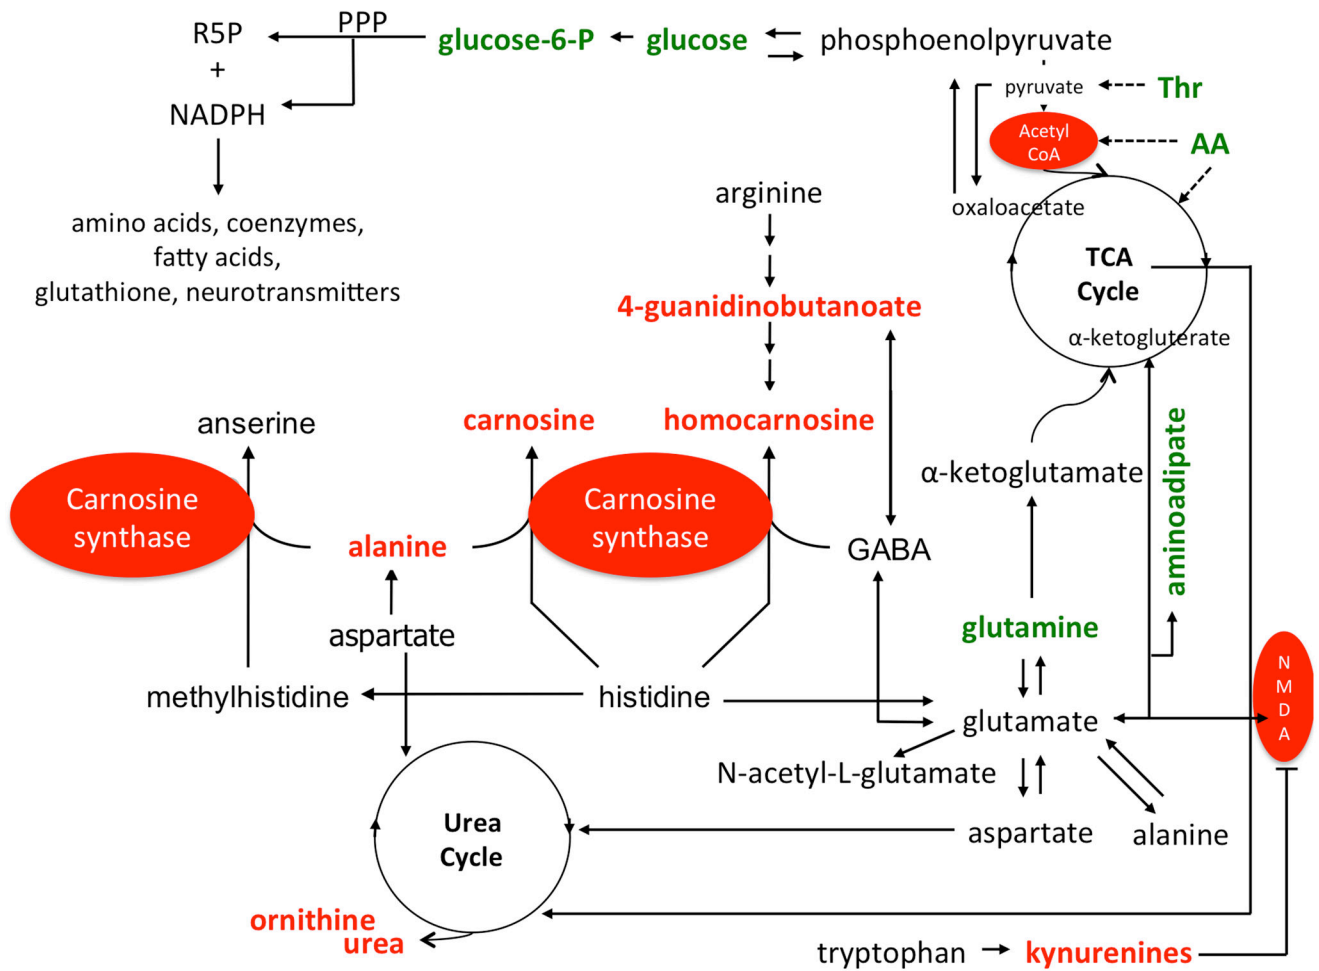 R5P
PPP
glucose-6-P
glucose
phosphoenolpyruvate
+
NADPH
pyruvate
Thr
Acetyl
CoA
AA
amino acids, coenzymes,
fatty acids,
glutathione, neurotransmitters
arginine
oxaloacetate
TCA
Cycle
4-guanidinobutanoate
α-ketogluterate
anserine
carnosine
homocarnosine
α-ketoglutamate
aminoadipate
Carnosine
synthase
Carnosine
synthase
alanine
GABA
aspartate
glutamine
methylhistidine
histidine
glutamate
N
M
D
A
N-acetyl-L-glutamate
aspartate
alanine
Urea
Cycle
ornithine
urea
tryptophan
kynurenines